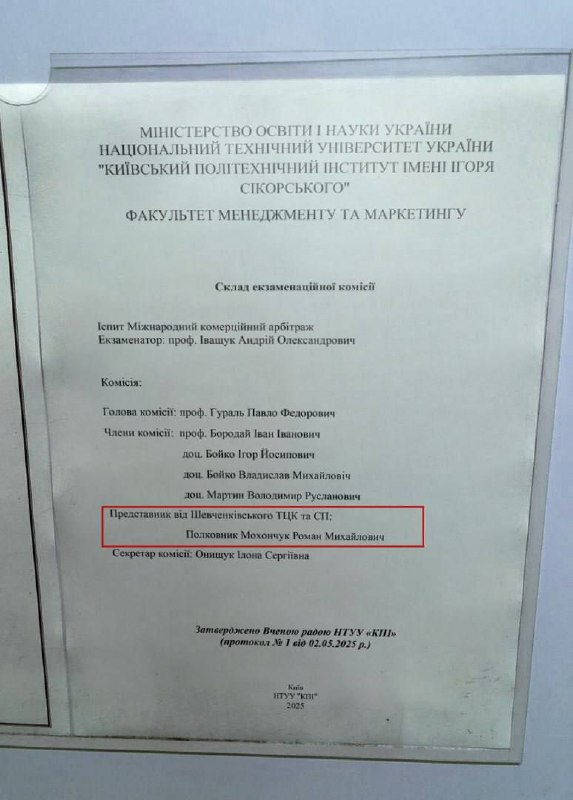 МІНІСТЕРСТВО ОСВІТИ І НАУКИ УКРАЇНИ
НАЦІОНАЛЬНИЙ ТЕХНІЧНИЙ УНІВЕРСИТЕТ УКРАЇНИ
"КИЇВСЬКИЙ ПОЛІТЕХНІЧНИЙ ІНСТИТУТ ІМЕНІ ІГОРЯ
СІКОРСЬКОГО"
ФАКУЛЬТЕТ МЕНЕДЖМЕНТУ ТА МАРКЕТИНГУ
Склад екзаменаційної комісії
Іспит Міжнародний комерційний арбітраж
Екзаменатор: проф. Іващук Андрій Олександрович
Комісія:
Голова комісії: проф. Гураль Павло Федорович
Члени комісії: проф. Бородай Іван Іванович
доц. Бойко Ігор Йосипович
доц. Бойко Владислав Михайловіч
доц. Мартин Володимир Русланович
Представник від Шевченківського ТЦК та СП:
Полковник Мохончук Роман Михайлович
Секретар комісії: Онищук Ілона Сергіївна
Затверджено Вченою радою НТУУ «КПІ»
(протокол № 1 від 02.05.2025 р.)
Київ
НТУУ "КПІ"
2025